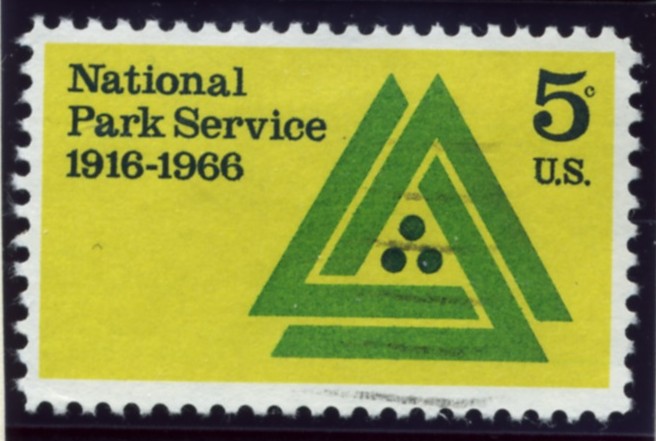 National
Park Service
1916-1966
5c
U.S.